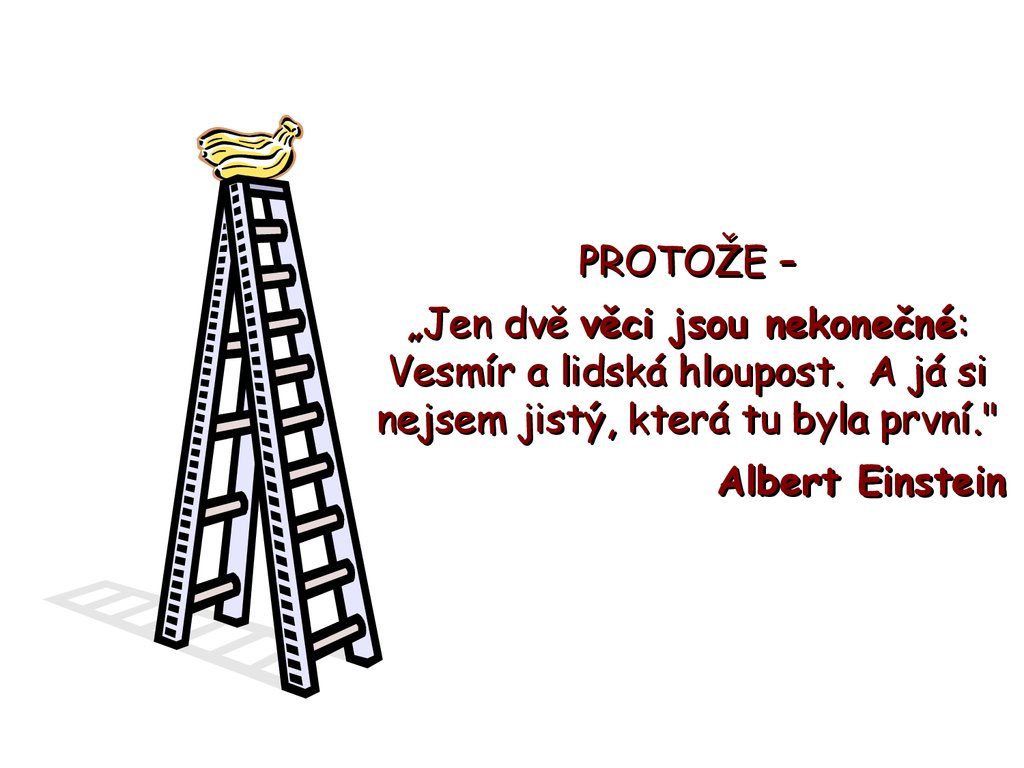 PROTOŽE –
„Jen dvě věci jsou nekonečné:
Vesmír a lidská hloupost.  A já si
nejsem jistý, která tu byla první."
Albert Einstein